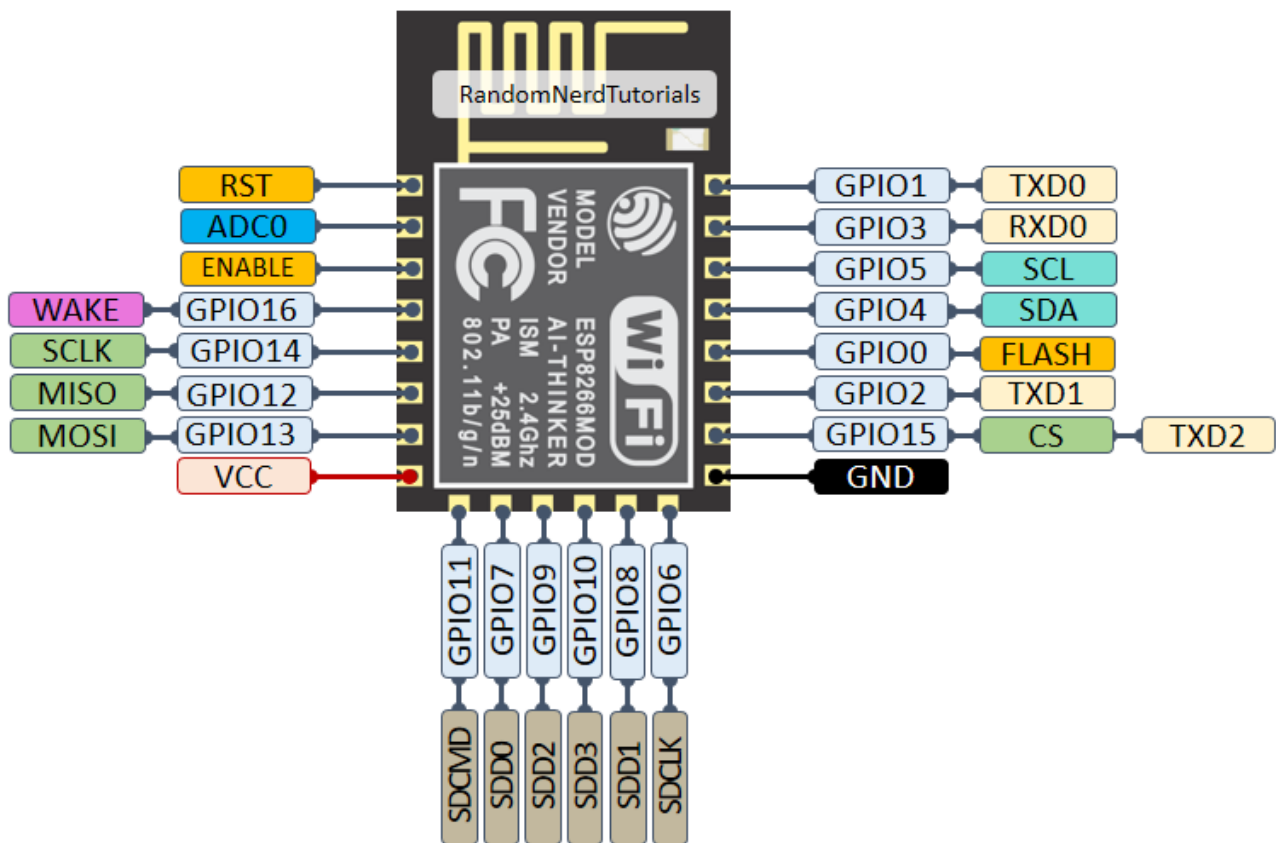 RandomNerdTutorials
RST
ADC0
ENABLE
WAKE GPIO16
SCLK GPIO14
MISO GPIO12
MOSI GPIO13
VCC
MODEL ESP8266MOD
VENDOR AI-THINKER
ISM 2.4Ghz
PA +25dBM
802.11b/g/n
FC
WiFi
GPIO1 TXD0
GPIO3 RXD0
GPIO5 SCL
GPIO4 SDA
GPIO0 FLASH
GPIO2 TXD1
GPIO15 CS TXD2
GND
GPIO11 SDCMD
GPIO7 SDD0
GPIO9 SDD2
GPIO10 SDD3
GPIO8 SDD1
GPIO6 SDCLK